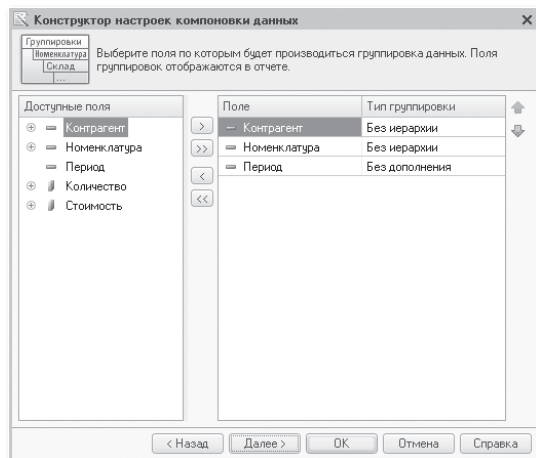 Конструктор настроек компоновки данных
Группировки
Номенклатура
Склад
...
Выберите поля по которым будет производиться группировка данных. Поля
группировок отображаются в отчете.
Доступные поля
Контрагент
Номенклатура
Период
Количество
Стоимость
>
>>
<
<<
Поле Тип группировки
Контрагент Без иерархии
Номенклатура Без иерархии
Период Без дополнения
< Назад Далее > ОК Отмена Справка